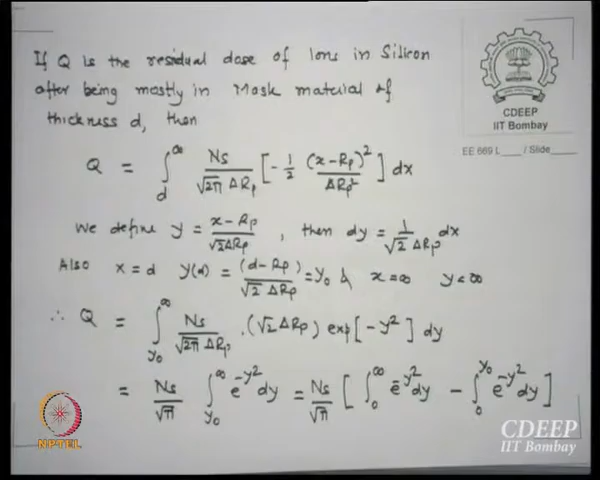 If Q is the residual dose of Ions in Silicon
after being mostly in Mask material of
thickness d, then
Q = ∫_d^∞ Ns/(√2π ΔRp) [-1/2 (x-Rp)²/ΔRp²] dx
We define y = (x-Rp)/(√2 ΔRp), then dy = 1/(√2 ΔRp) dx
Also x=d y(d) = (d-Rp)/(√2 ΔRp) = y₀ & x=∞ y=∞
∴ Q = ∫_{y₀}^∞ Ns/(√2π ΔRp) · (√2 ΔRp) exp[-y²] dy
= Ns/√π ∫_{y₀}^∞ e^{-y²}dy = Ns/√π [∫_0^∞ e^{-y²}dy - ∫_0^{y₀} e^{-y²}dy]
CDEEP
IIT Bombay
EE 669 L___ / Slide___
NPTEL
CDEEP
IIT Bombay